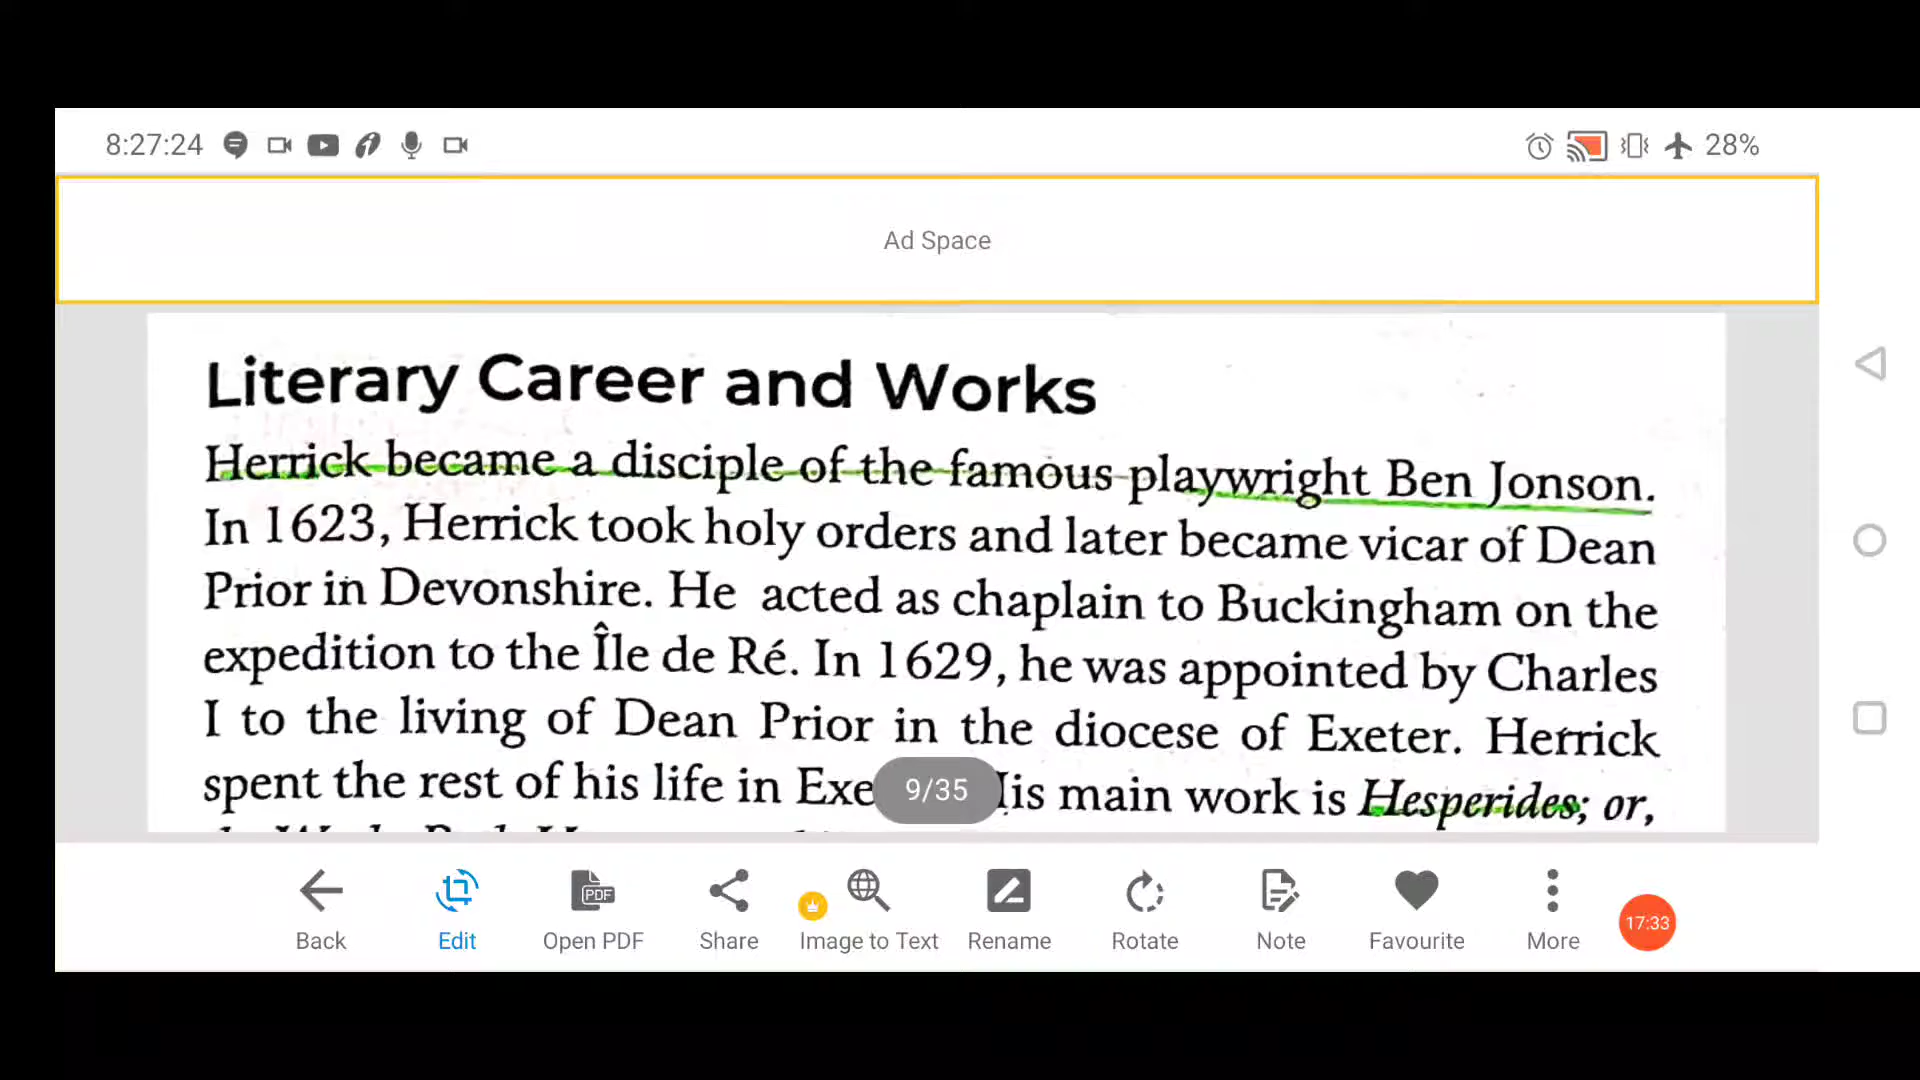 8:27:24
28%
Ad Space
Literary Career and Works
Herrick became a disciple of the famous playwright Ben Jonson.
In 1623, Herrick took holy orders and later became vicar of Dean
Prior in Devonshire. He acted as chaplain to Buckingham on the
expedition to the Île de Ré. In 1629, he was appointed by Charles
I to the living of Dean Prior in the diocese of Exeter. Herrick
spent the rest of his life in main work is Hesperides; or,
9/35
Back
Edit
PDF
Open PDF
Share
Image to Text
Rename
Rotate
Note
Favourite
More
17:33